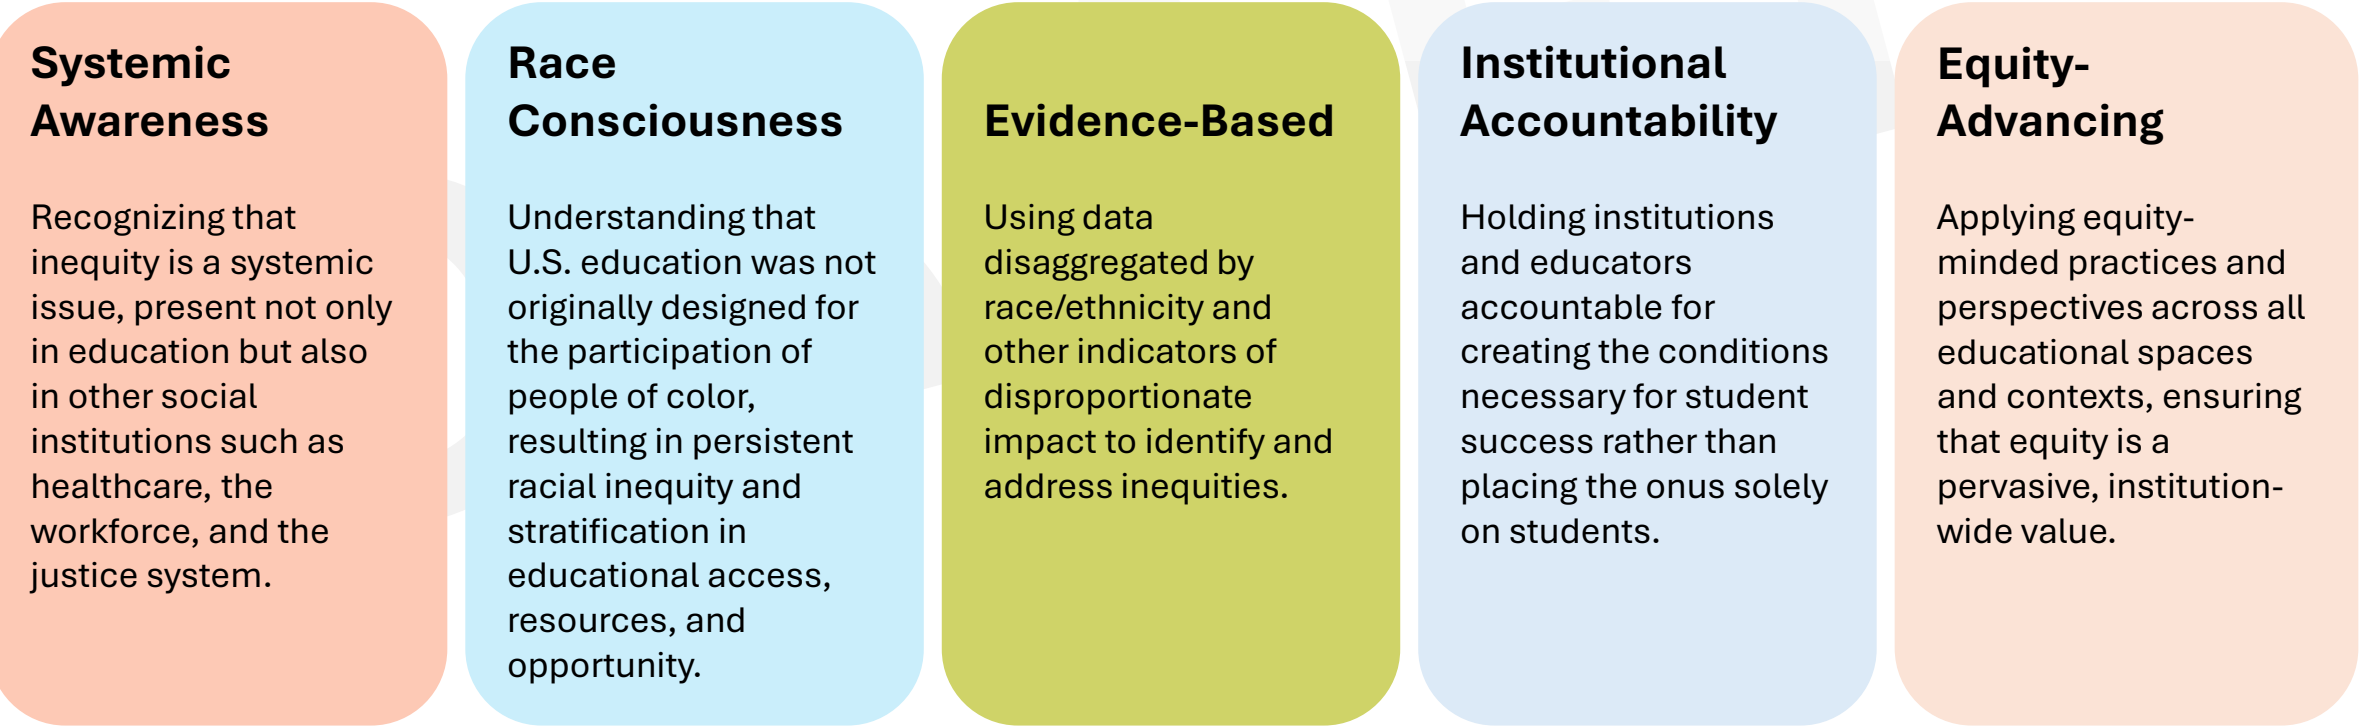 Systemic
Awareness
Recognizing that
inequity is a systemic
issue, present not only
in education but also
in other social
institutions such as
healthcare, the
workforce, and the
justice system.
Race
Consciousness
Understanding that
U.S. education was not
originally designed for
the participation of
people of color,
resulting in persistent
racial inequity and
stratification in
educational access,
resources, and
opportunity.
Evidence-Based
Using data
disaggregated by
race/ethnicity and
other indicators of
disproportionate
impact to identify and
address inequities.
Institutional
Accountability
Holding institutions
and educators
accountable for
creating the conditions
necessary for student
success rather than
placing the onus solely
on students.
Equity-
Advancing
Applying equity-
minded practices and
perspectives across all
educational spaces
and contexts, ensuring
that equity is a
pervasive, institution-
wide value.